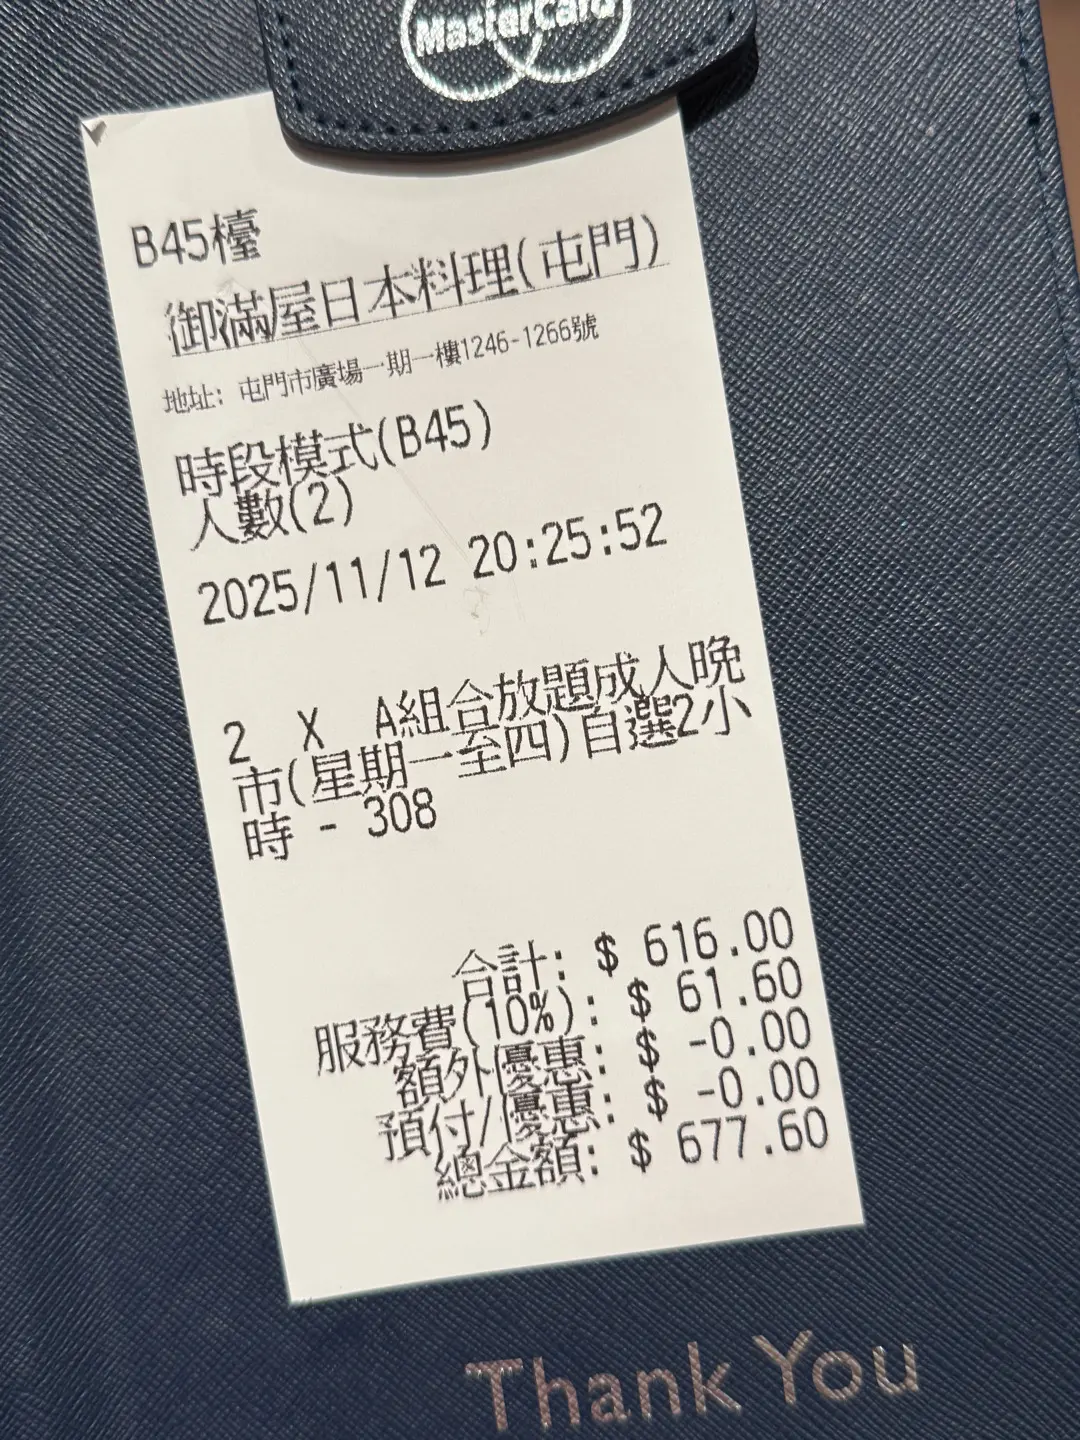 MasterCard
B45檯
御滿屋日本料理(屯門)
地址: 屯門市廣場一期一樓1246-1266號
時段模式(B45)
人數(2)
2025/11/12 20:25:52
2 X A組合放題成人晚
市(星期一至四)自選2小
時 - 308
合計: $ 616.00
服務費(10%): $ 61.60
額外優惠: $ -0.00
預付/優惠: $ -0.00
總金額: $ 677.60
Thank You